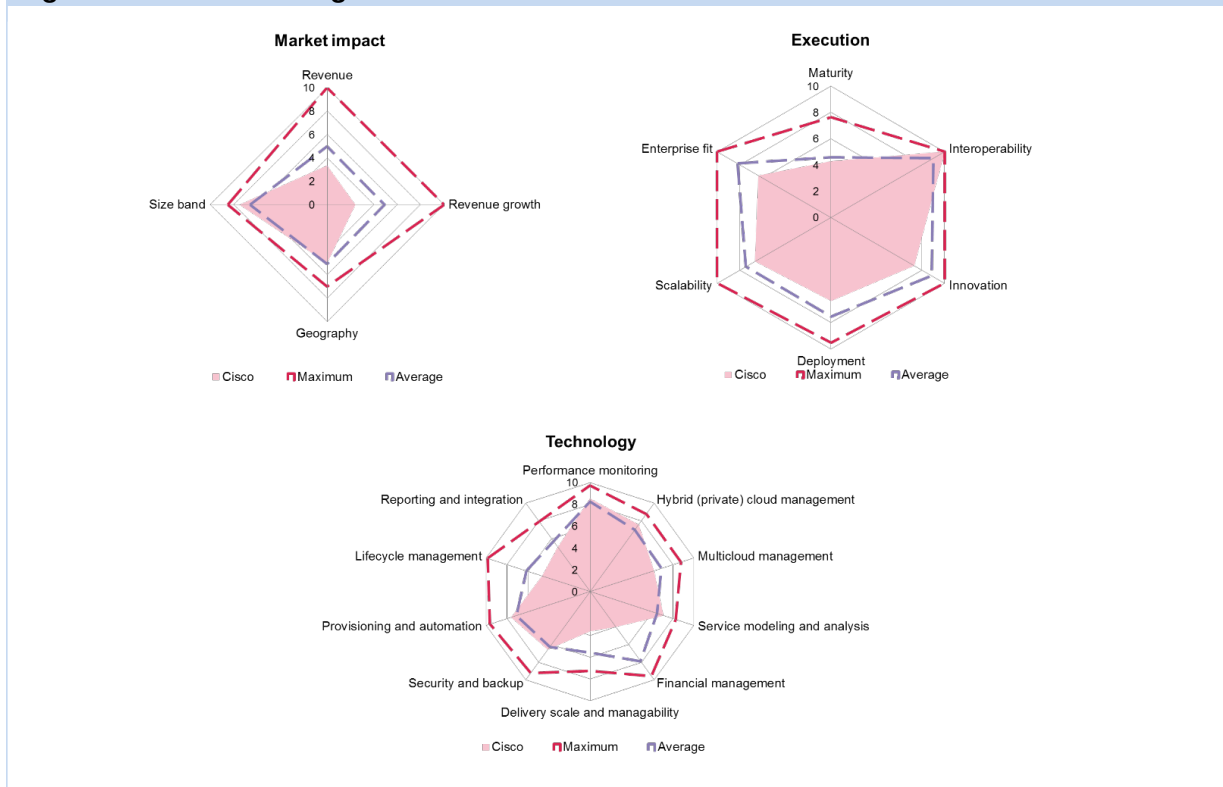 Market impact
Revenue
10
8
6
4
2
0
Size band
Revenue growth
Geography
Cisco Maximum Average
Execution
Maturity
10
8
6
4
2
0
Enterprise fit
Interoperability
Scalability
Innovation
Deployment
Cisco Maximum Average
Technology
Performance monitoring
10
8
6
4
2
0
Reporting and integration
Hybrid (private) cloud management
Lifecycle management
Multicloud management
Provisioning and automation
Service modeling and analysis
Security and backup
Financial management
Delivery scale and managability
Cisco Maximum Average